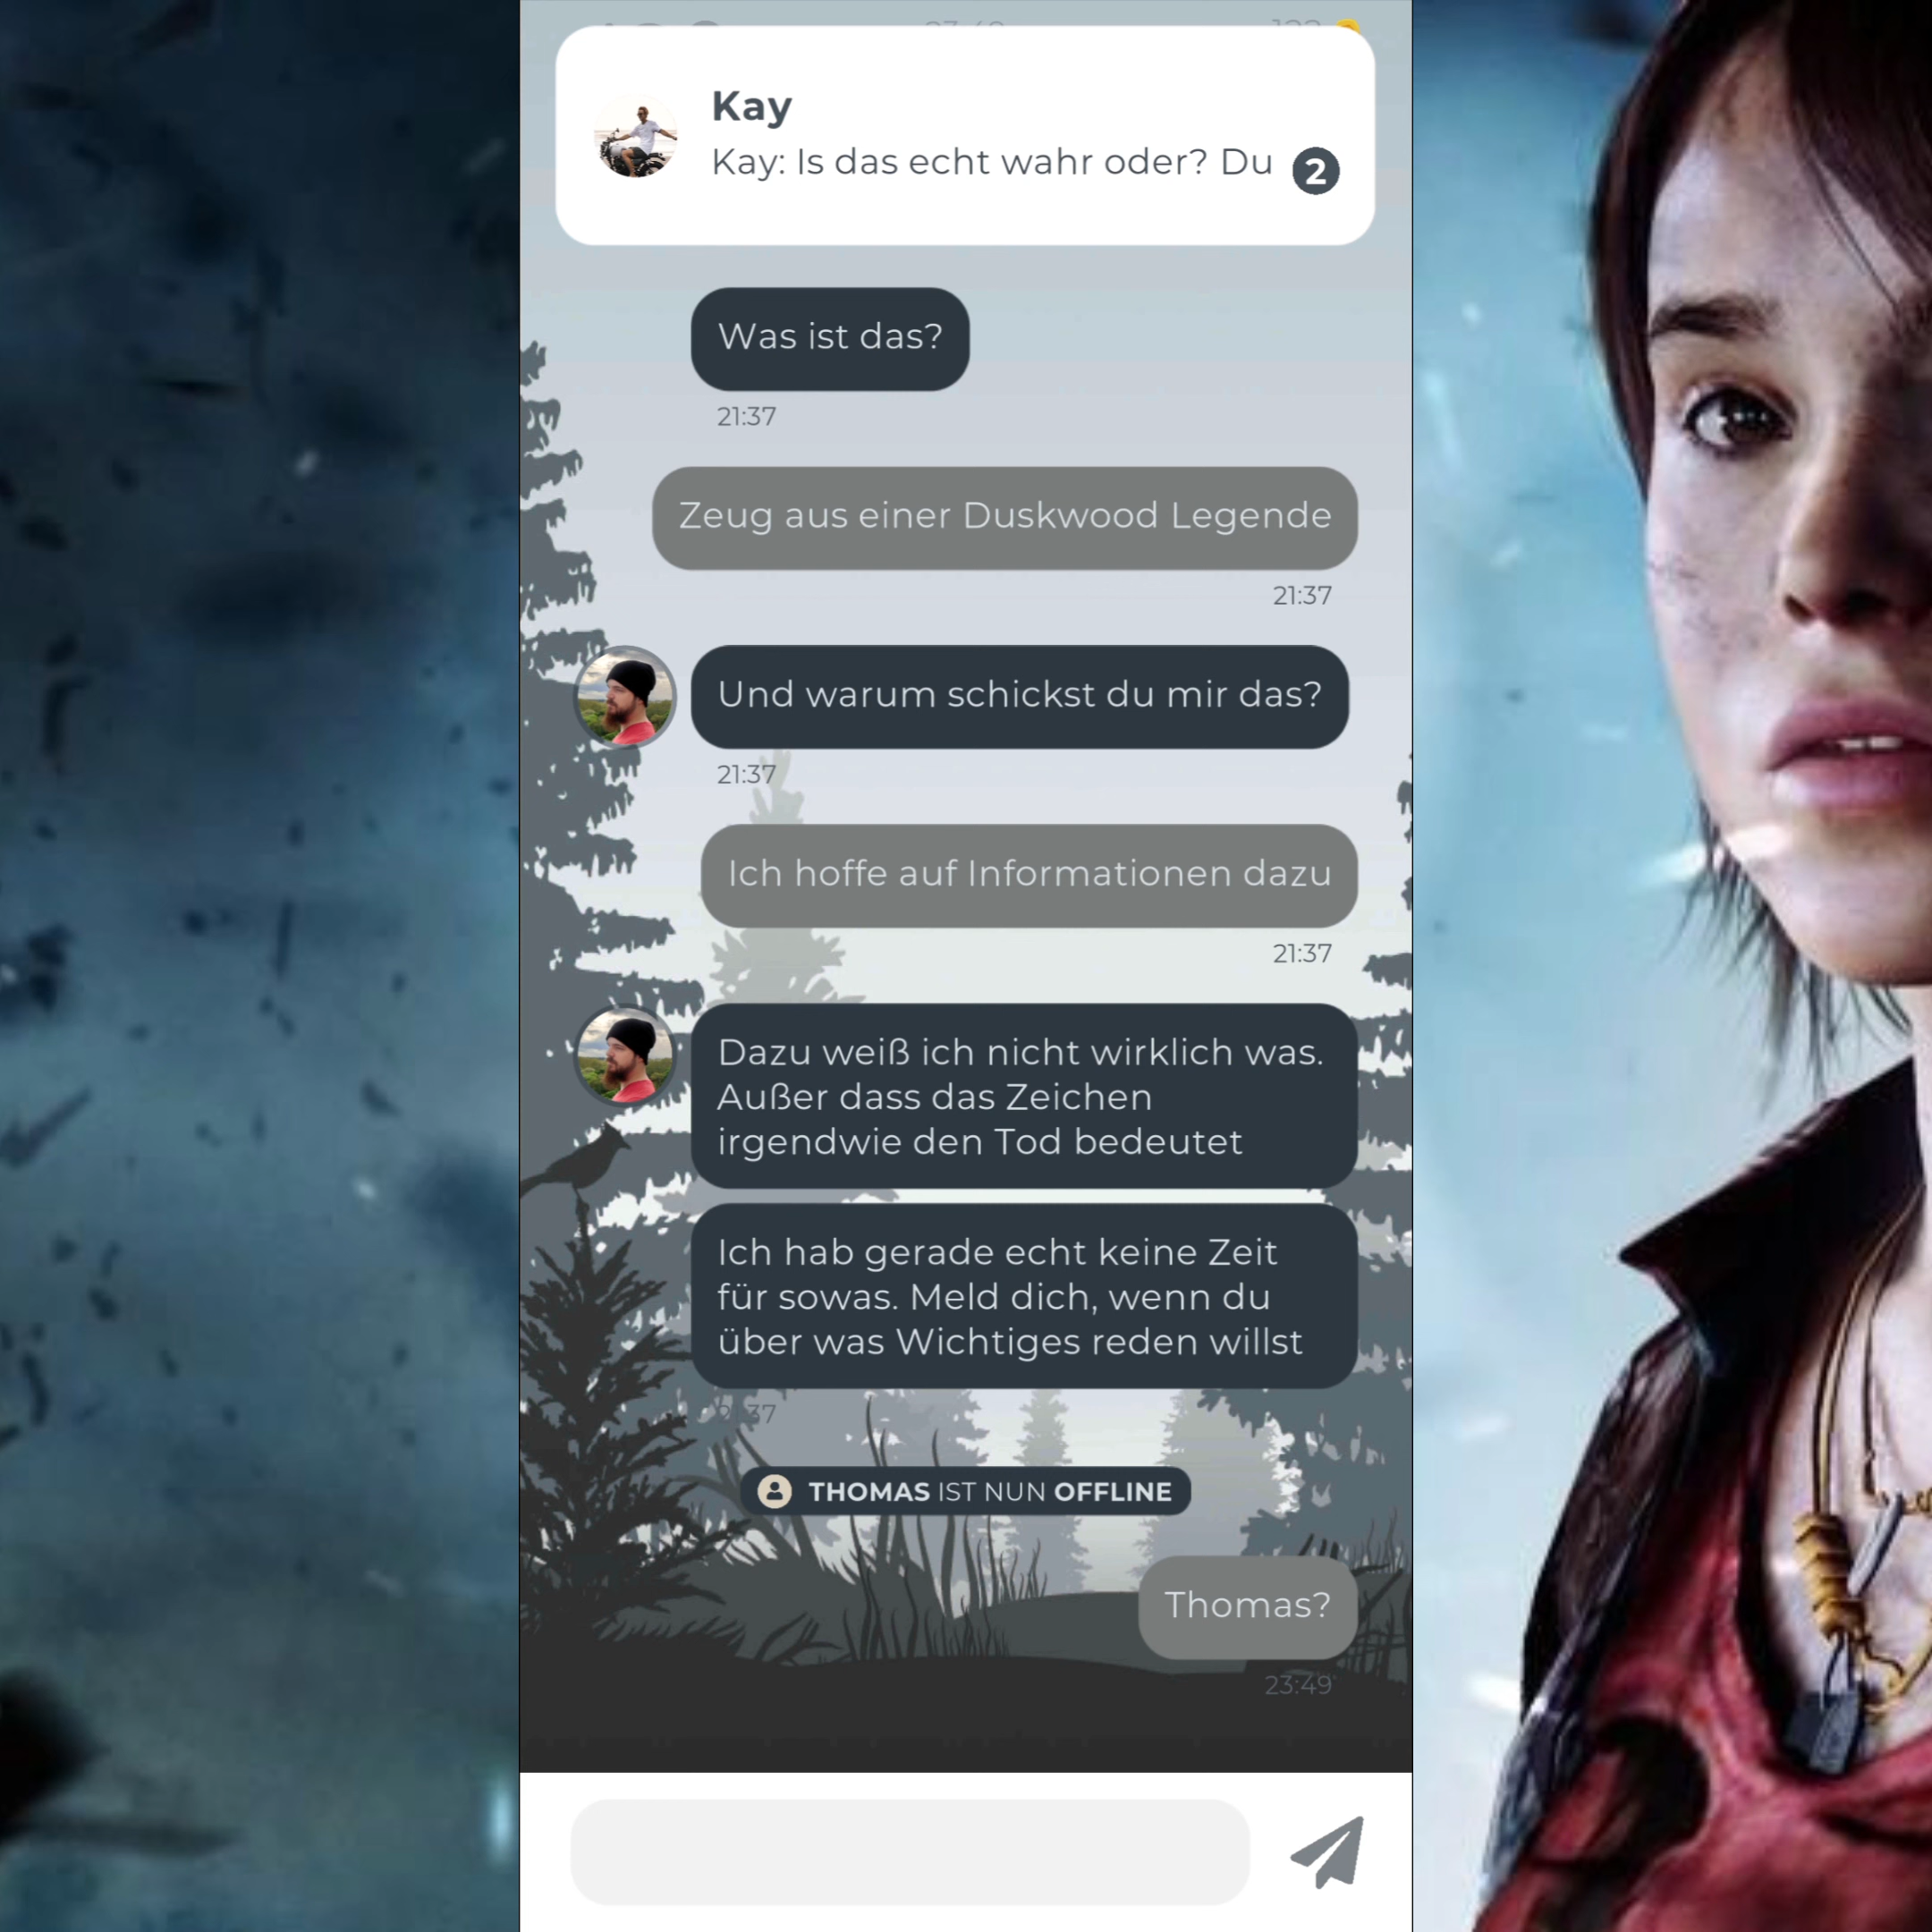 Kay
Kay: Is das echt wahr oder? Du
2
Was ist das?
21:37
Zeug aus einer Duskwood Legende
21:37
Und warum schickst du mir das?
21:37
Ich hoffe auf Informationen dazu
21:37
Dazu weiß ich nicht wirklich was.
Außer dass das Zeichen
irgendwie den Tod bedeutet
Ich hab gerade echt keine Zeit
für sowas. Meld dich, wenn du
über was Wichtiges reden willst
21:37
THOMAS IST NUN OFFLINE
Thomas?
23:49